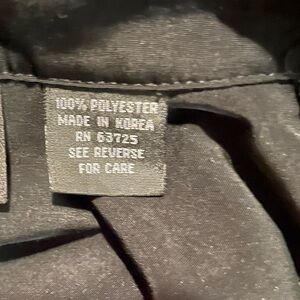 100% POLYESTER
MADE IN KOREA
RN 63725
SEE REVERSE
FOR CARE